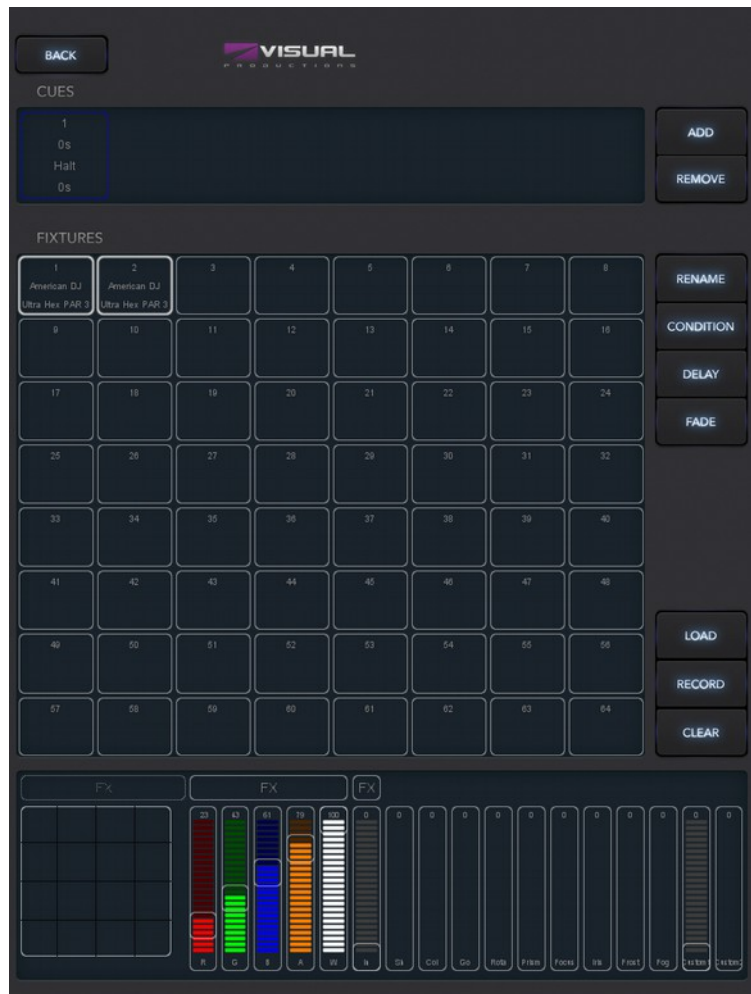 BACK
VISUAL
PRODUCTIONS
CUES
1
0s
Halt
0s
ADD
REMOVE
FIXTURES
1 2 3 4 5 6 7 8
American DJ American DJ
Ultra Hex PAR 3 Ultra Hex PAR 3
RENAME
9 10 11 12 13 14 15 16
CONDITION
17 18 19 20 21 22 23 24
DELAY
FADE
25 26 27 28 29 30 31 32
33 34 35 36 37 38 39 40
41 42 43 44 45 46 47 48
49 50 51 52 53 54 55 56
LOAD
RECORD
57 58 59 60 61 62 63 64
CLEAR
FX FX FX
23 43 61 79 100 0 0 0 0 0 0 0 0 0 0 0 0
R G B A W In Sh Col Go Rota Prism Focus Iris Frost Fog